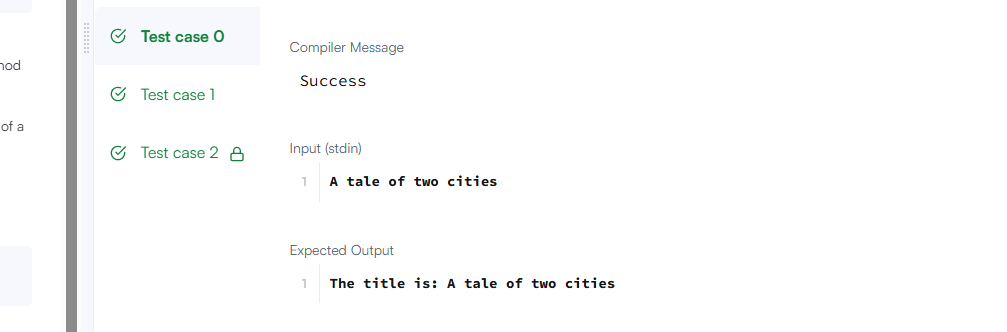 nod
of a
Test case 0
Test case 1
Test case 2
Compiler Message
Success
Input (stdin)
1 A tale of two cities
Expected Output
1 The title is: A tale of two cities